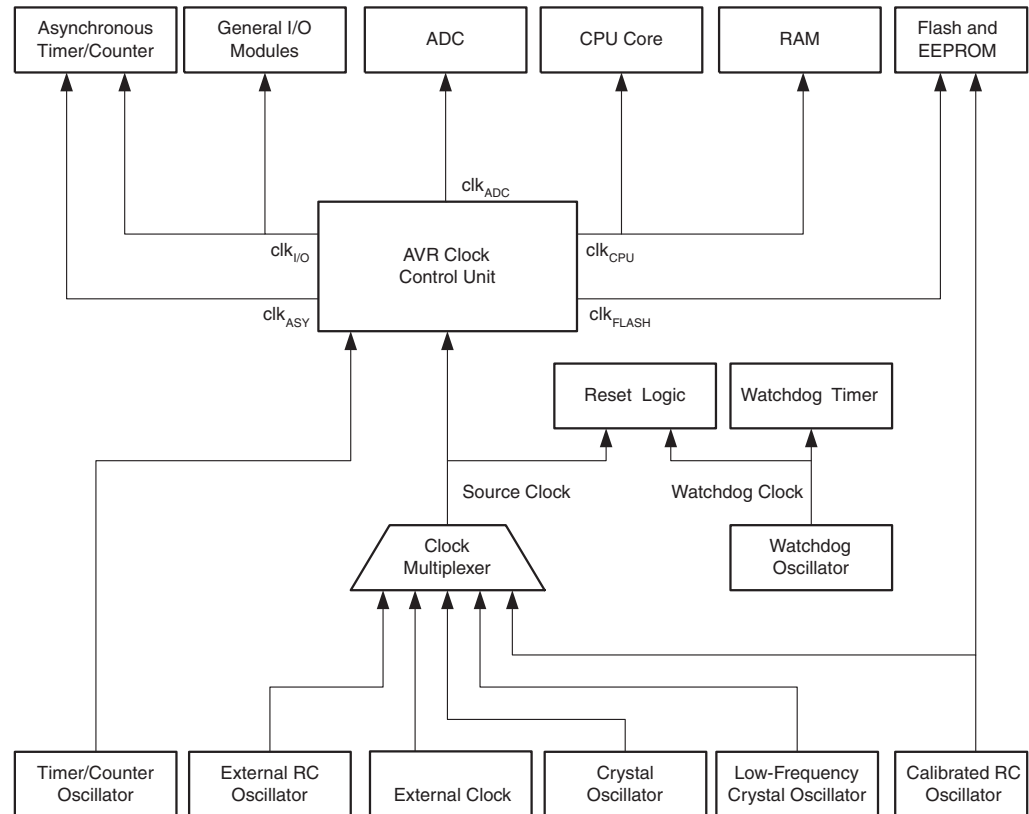 Asynchronous
Timer/Counter
General I/O
Modules
ADC
CPU Core
RAM
Flash and
EEPROM
clkADC
clkI/O
AVR Clock
Control Unit
clkCPU
clkASY
clkFLASH
Reset Logic
Watchdog Timer
Source Clock
Watchdog Clock
Clock
Multiplexer
Watchdog
Oscillator
Timer/Counter
Oscillator
External RC
Oscillator
External Clock
Crystal
Oscillator
Low-Frequency
Crystal Oscillator
Calibrated RC
Oscillator